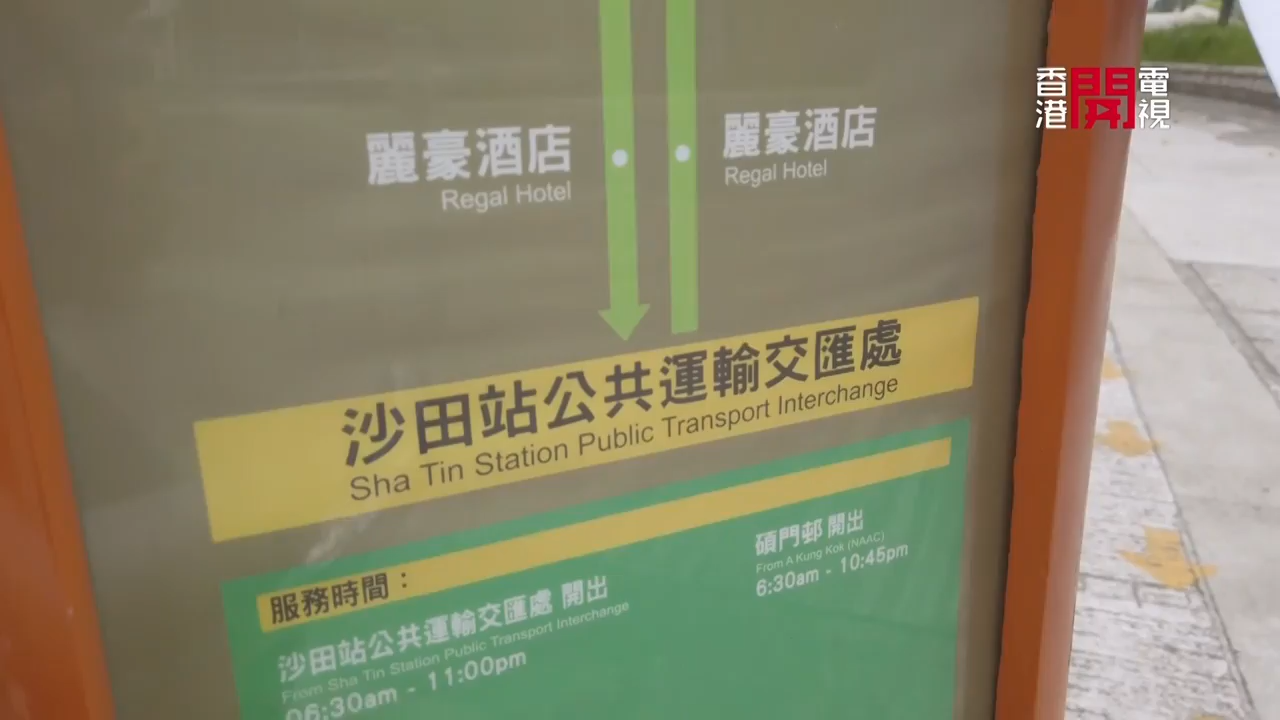 香港開電視
麗豪酒店
Regal Hotel
麗豪酒店
Regal Hotel
沙田站公共運輸交匯處
Sha Tin Station Public Transport Interchange
服務時間：
沙田站公共運輸交匯處 開出
From Sha Tin Station Public Transport Interchange
06:30am - 11:00pm
碩門邨 開出
From A Kung Kok (NAAC)
6:30am - 10:45pm